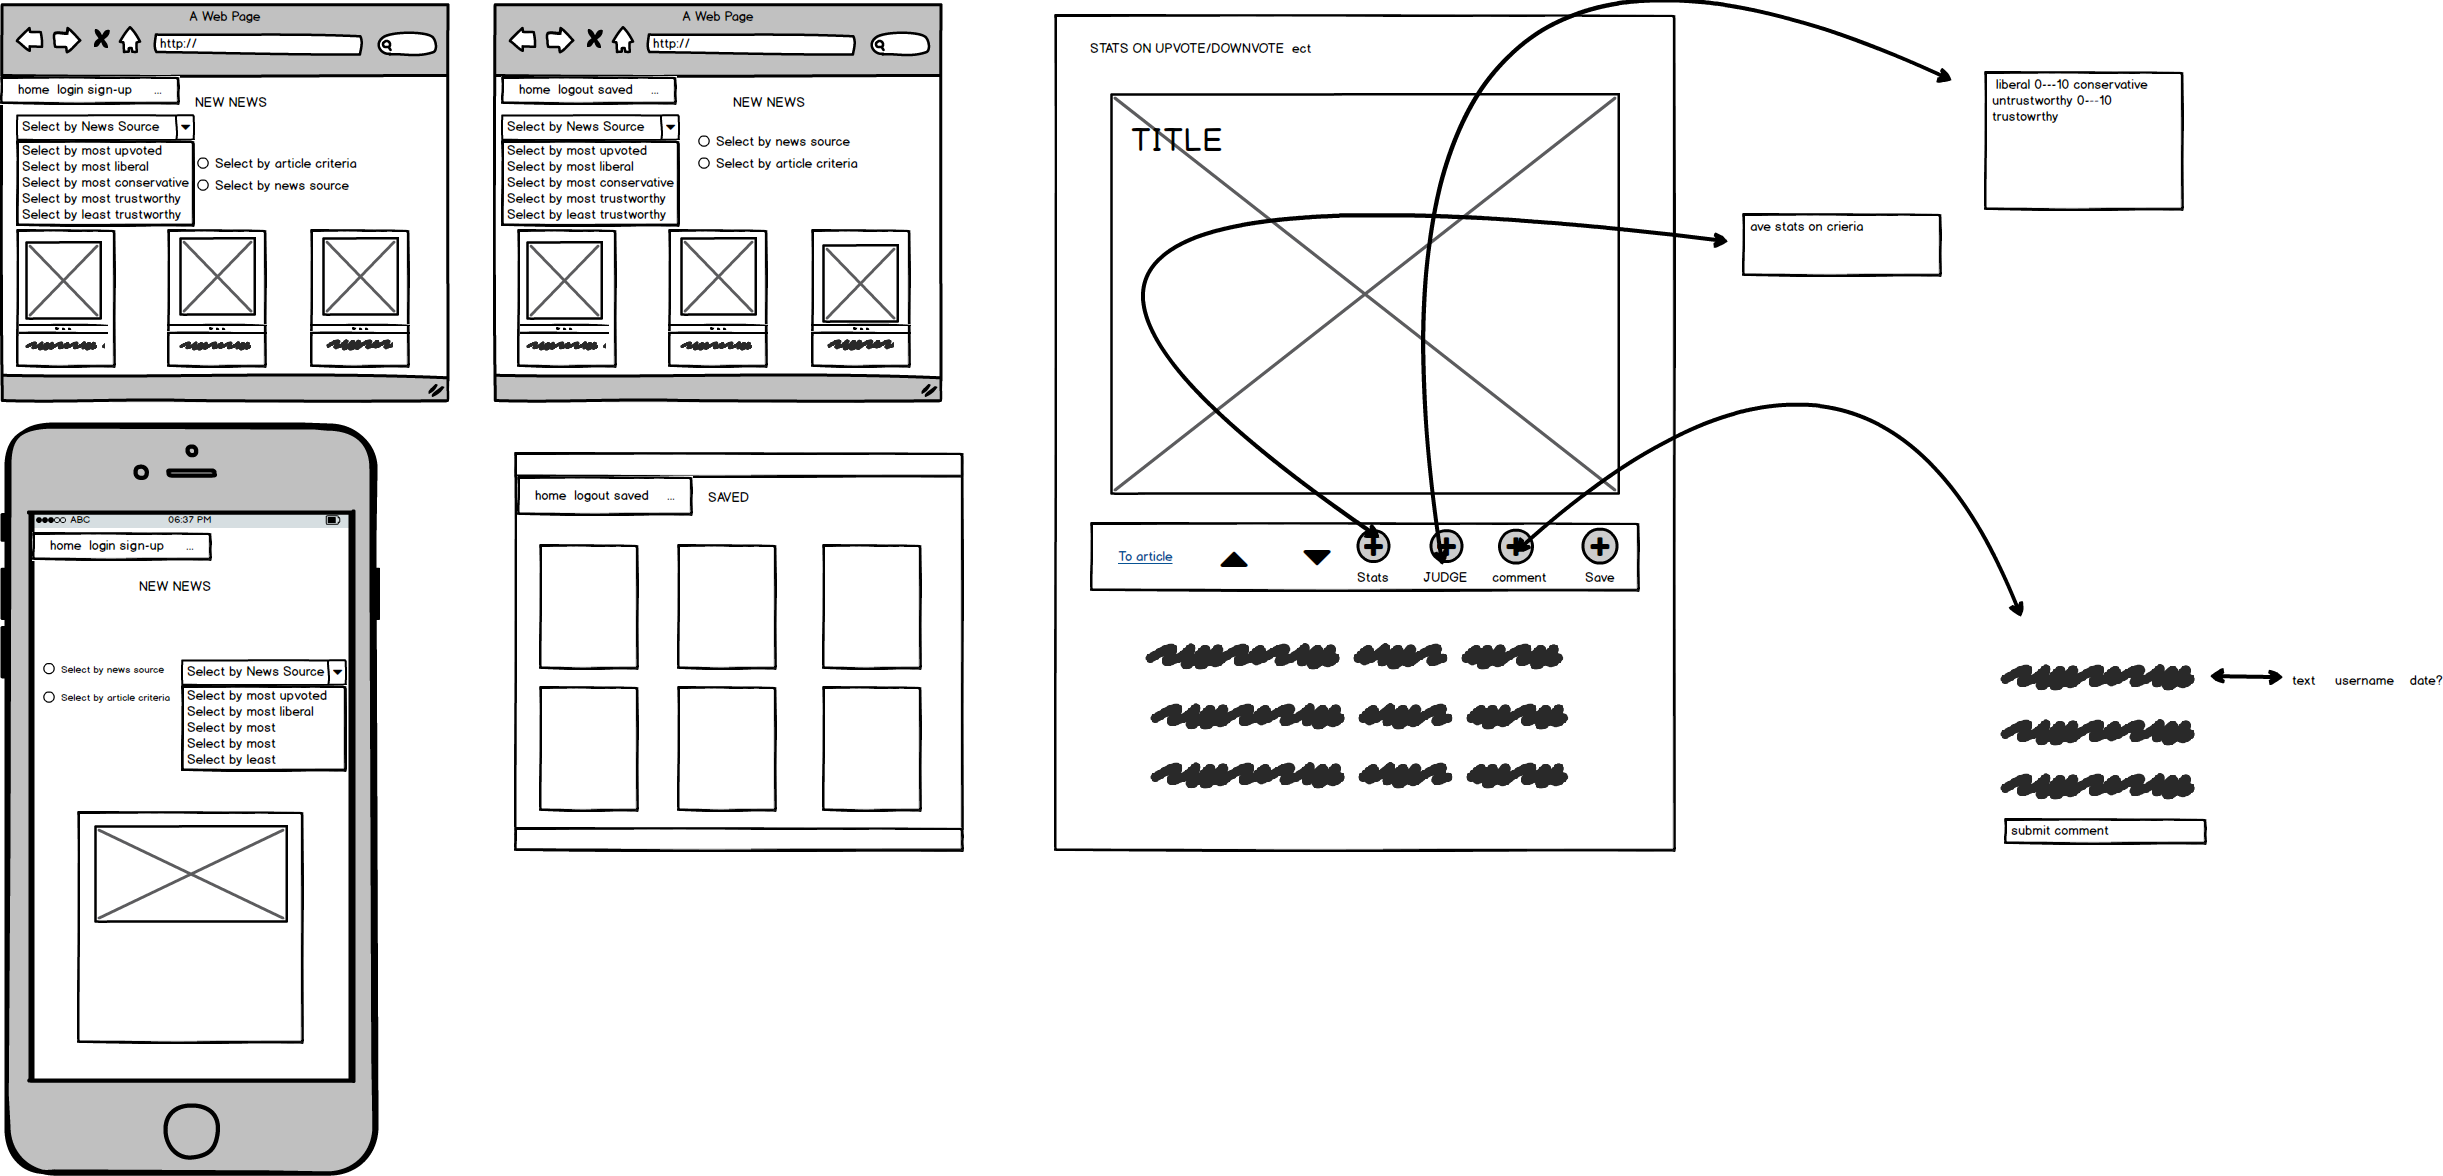 A Web Page
http://
home login sign-up ...
NEW NEWS
Select by News Source
Select by most upvoted
Select by most liberal
Select by most conservative
Select by most trustworthy
Select by least trustworthy
Select by article criteria
Select by news source
A Web Page
http://
home logout saved ...
NEW NEWS
Select by News Source
Select by most upvoted
Select by most liberal
Select by most conservative
Select by most trustworthy
Select by least trustworthy
Select by news source
Select by article criteria
ABC 06:37 PM
home login sign-up ...
NEW NEWS
Select by news source
Select by article criteria
Select by News Source
Select by most upvoted
Select by most liberal
Select by most
Select by most
Select by least
home logout saved ...
SAVED
STATS ON UPVOTE/DOWNVOTE ect
TITLE
To article
Stats
JUDGE
comment
Save
liberal 0---10 conservative
untrustworthy 0---10
trustowrthy
ave stats on crieria
text username date?
submit comment